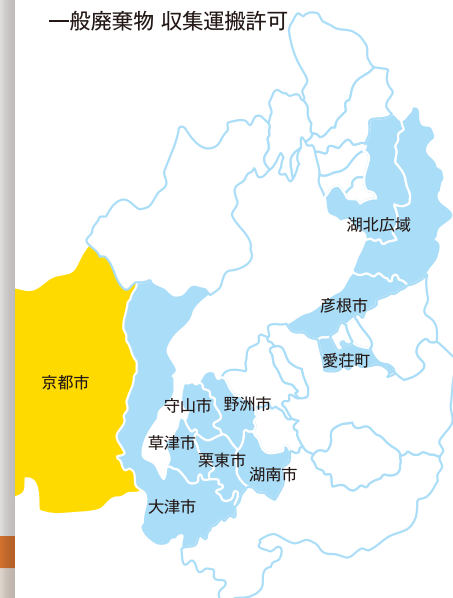 一般廃棄物 収集運搬許可
湖北広域
彦根市
愛荘町
京都市
守山市
野洲市
草津市
栗東市
湖南市
大津市